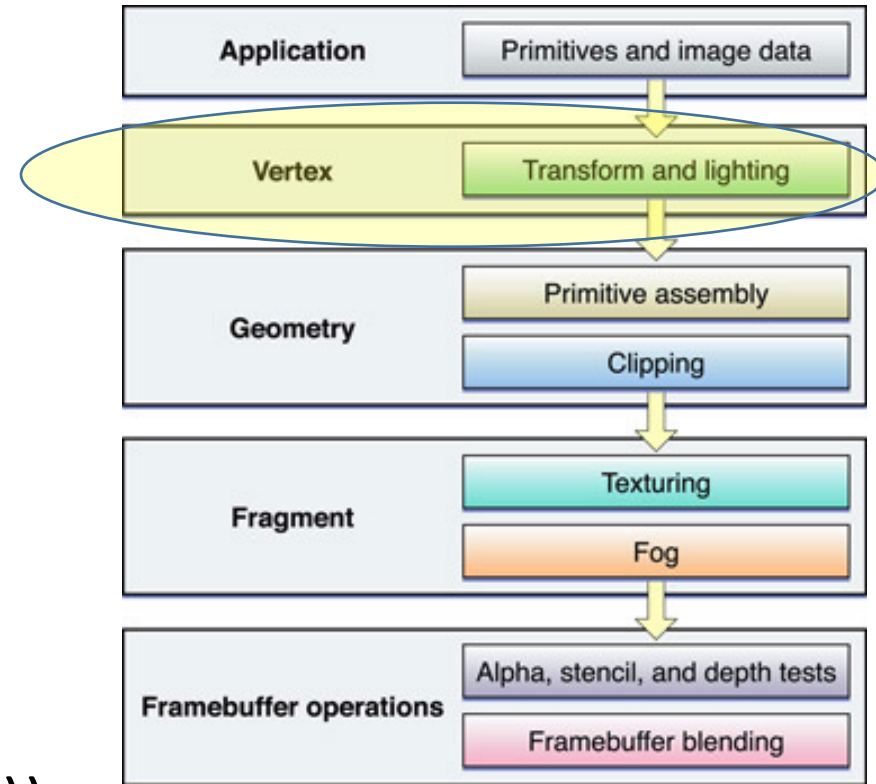 Application
Primitives and image data
Vertex
Transform and lighting
Geometry
Primitive assembly
Clipping
Fragment
Texturing
Fog
Framebuffer operations
Alpha, stencil, and depth tests
Framebuffer blending